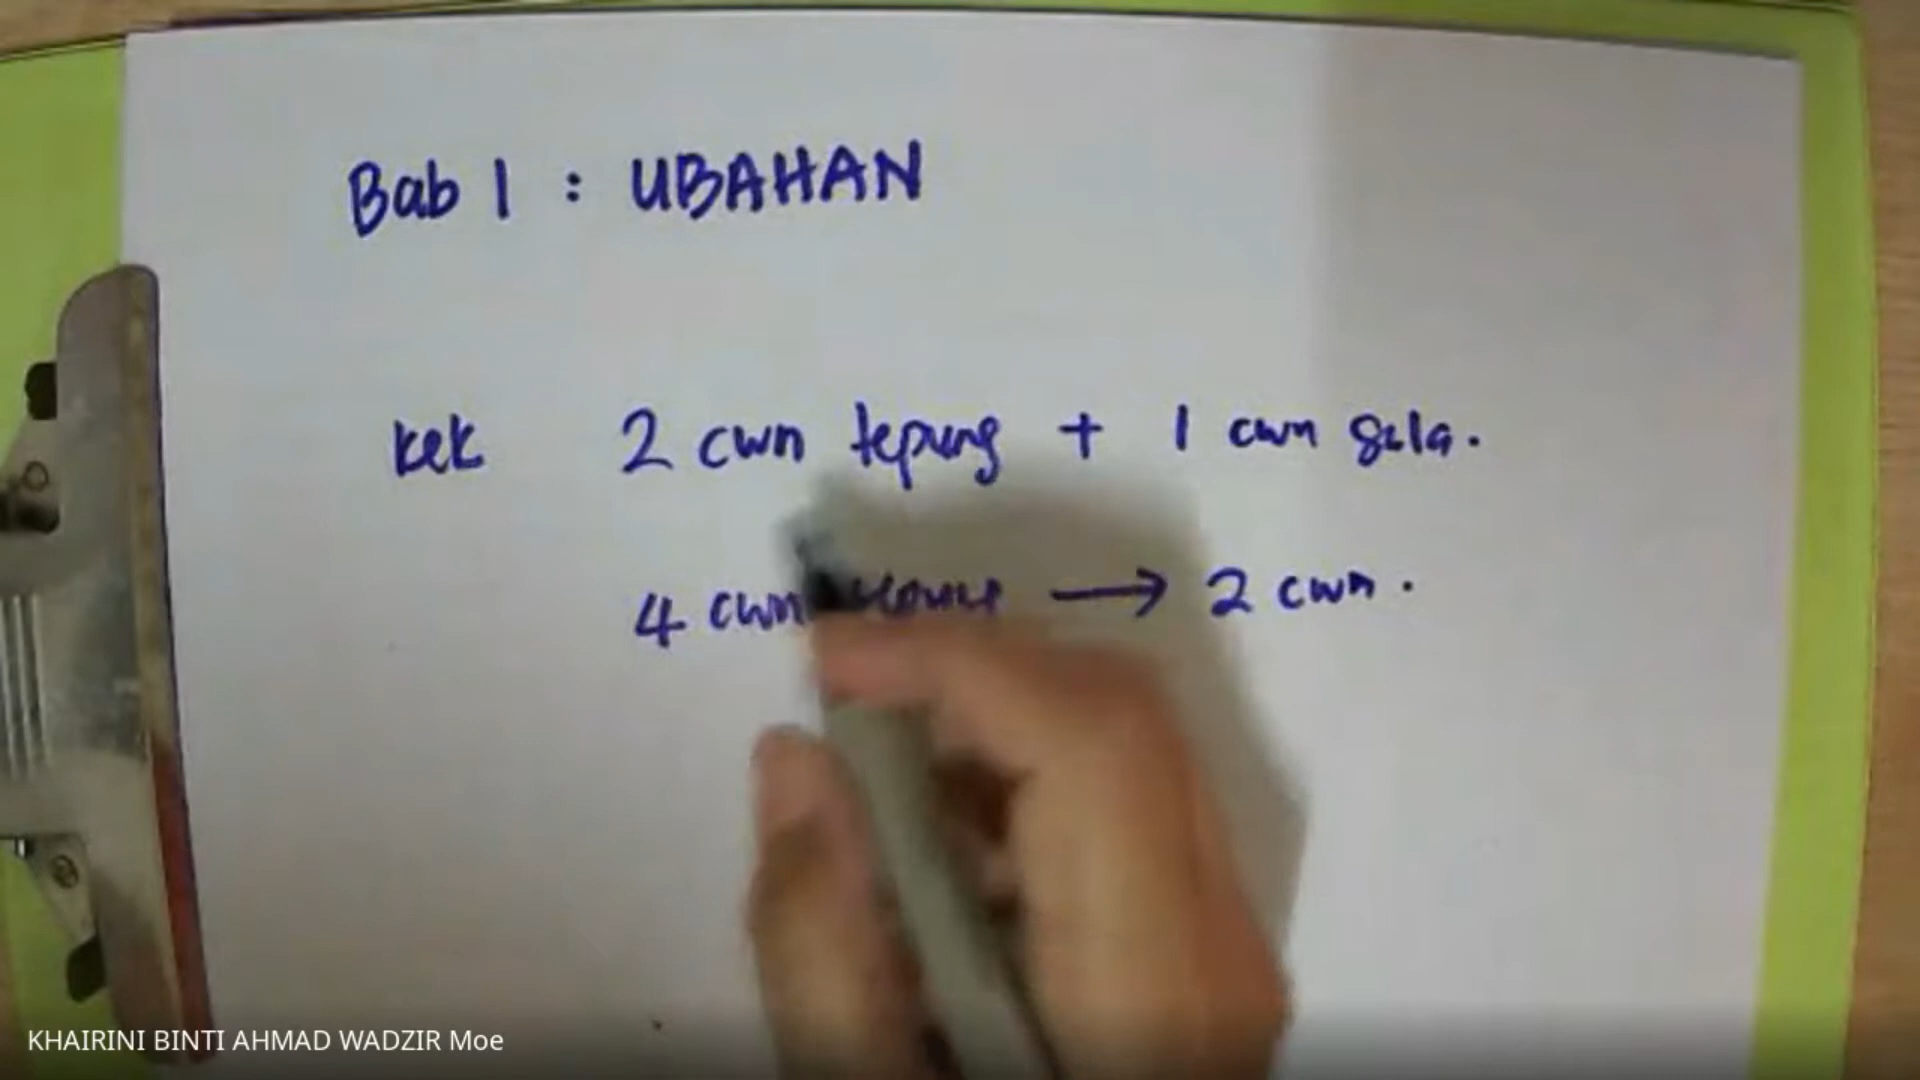 Bab 1 : UBAHAN
kek 2 cwn tepung + 1 cwn gula.
4 cwn → 2 cwn.
KHAIRINI BINTI AHMAD WADZIR Moe